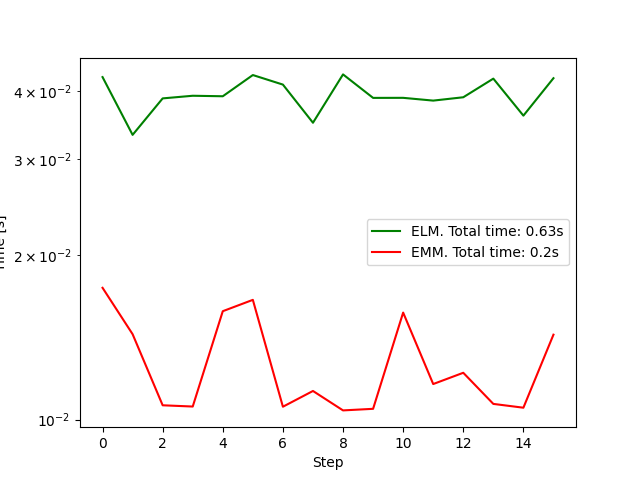 4 × 10⁻²
3 × 10⁻²
2 × 10⁻²
10⁻²
ELM. Total time: 0.63s
EMM. Total time: 0.2s
0 2 4 6 8 10 12 14
Step